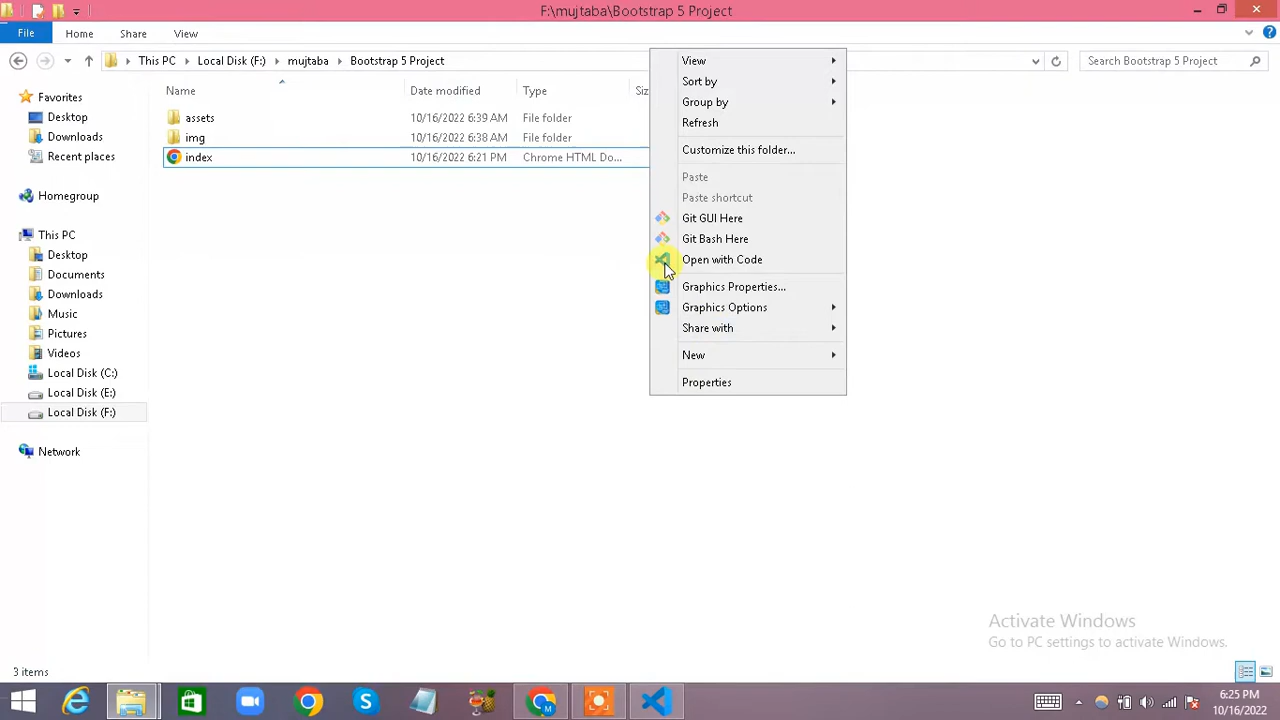 F:\mujtaba\Bootstrap 5 Project
File Home Share View
This PC Local Disk (F:) mujtaba Bootstrap 5 Project
Search Bootstrap 5 Project
Name Date modified Type Siz
assets 10/16/2022 6:39 AM File folder
img 10/16/2022 6:38 AM File folder
index 10/16/2022 6:21 PM Chrome HTML Do...
Favorites
Desktop
Downloads
Recent places
Homegroup
This PC
Desktop
Documents
Downloads
Music
Pictures
Videos
Local Disk (C:)
Local Disk (E:)
Local Disk (F:)
Network
View
Sort by
Group by
Refresh
Customize this folder...
Paste
Paste shortcut
Git GUI Here
Git Bash Here
Open with Code
Graphics Properties...
Graphics Options
Share with
New
Properties
Activate Windows
Go to PC settings to activate Windows.
3 items
6:25 PM
10/16/2022